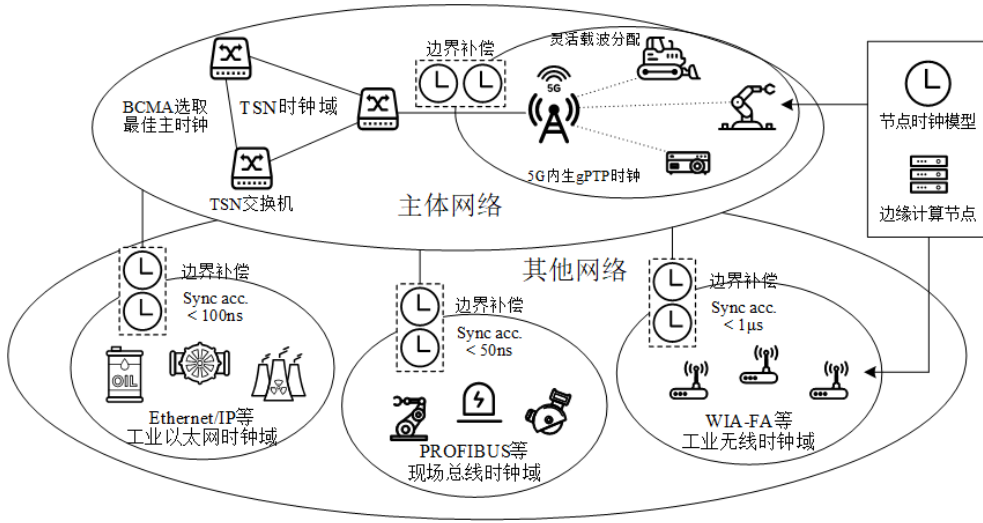 边界补偿
灵活载波分配
5G
BCMA选取
最佳主时钟
TSN时钟域
节点时钟模型
5G内生gPTP时钟
TSN交换机
主体网络
边缘计算节点
其他网络
边界补偿
Sync acc.
< 100ns
边界补偿
Sync acc.
< 50ns
边界补偿
Sync acc.
< 1μs
OIL
Ethernet/IP等
工业以太网时钟域
PROFIBUS等
现场总线时钟域
WIA-FA等
工业无线时钟域